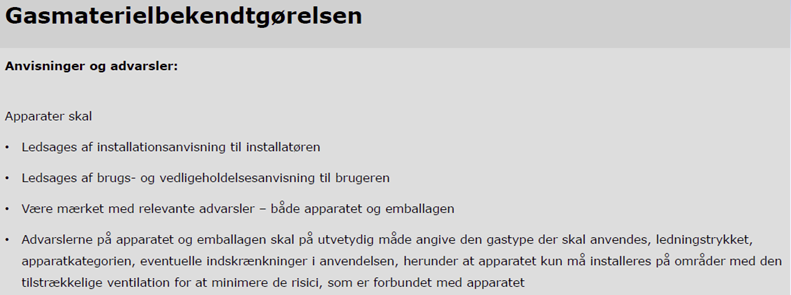 Gasmaterielbekendtgørelsen
Anvisninger og advarsler:
Apparater skal
• Ledsages af installationsanvisning til installatøren
• Ledsages af brugs- og vedligeholdelsesanvisning til brugeren
• Være mærket med relevante advarsler – både apparatet og emballagen
• Advarslerne på apparatet og emballagen skal på utvetydig måde angive den gastype der skal anvendes, ledningstrykket,
apparatkategorien, eventuelle indskrænkninger i anvendelsen, herunder at apparatet kun må installeres på områder med den
tilstrækkelige ventilation for at minimere de risici, som er forbundet med apparatet